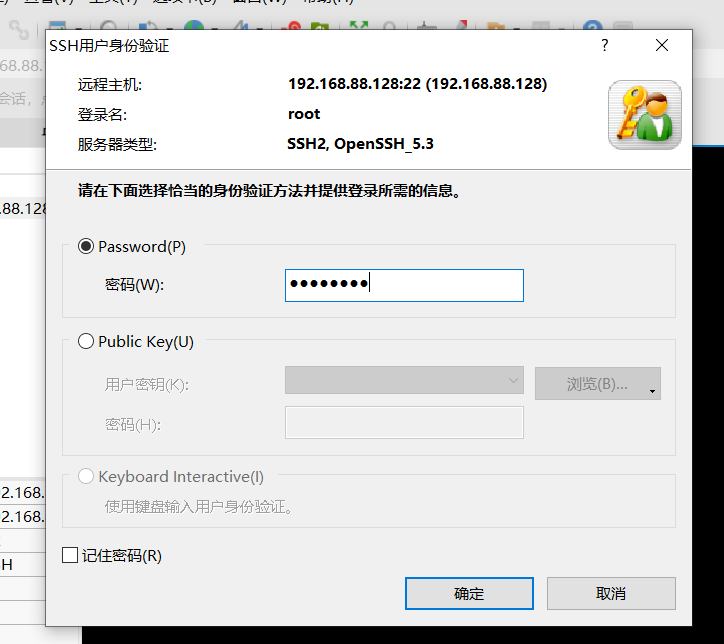 SSH用户身份验证
?
远程主机: 192.168.88.128:22 (192.168.88.128)
登录名: root
服务器类型: SSH2, OpenSSH_5.3
请在下面选择恰当的身份验证方法并提供登录所需的信息。
Password(P)
密码(W): ●●●●●●●●
Public Key(U)
用户密钥(K):
浏览(B)...
密码(H):
Keyboard Interactive(I)
使用键盘输入用户身份验证。
记住密码(R)
确定
取消
68.88.
会话,
.88.128
2.168.
2.168.
SH